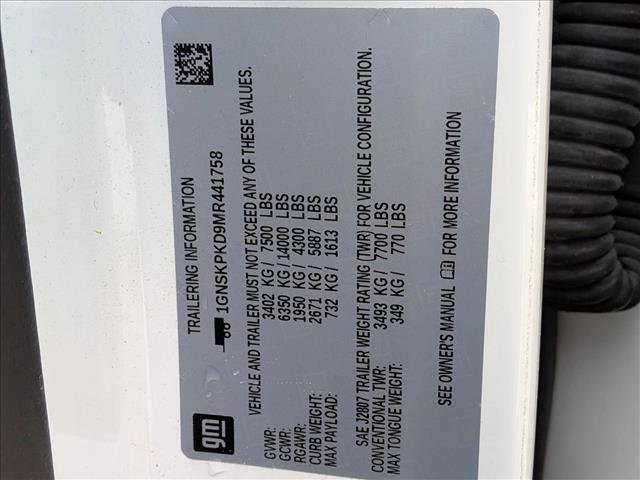 gm
TRAILERING INFORMATION
1GNSKPKD9MR441758
VEHICLE AND TRAILER MUST NOT EXCEED ANY OF THESE VALUES.
GVWR: 3402 KG / 7500 LBS
GCWR: 6350 KG / 14000 LBS
RGAWR: 1950 KG / 4300 LBS
CURB WEIGHT: 2671 KG / 5887 LBS
MAX PAYLOAD: 732 KG / 1613 LBS
SAE J2807 TRAILER WEIGHT RATING (TWR) FOR VEHICLE CONFIGURATION.
CONVENTIONAL TWR: 3493 KG / 7700 LBS
MAX TONGUE WEIGHT: 349 KG / 770 LBS
SEE OWNER'S MANUAL FOR MORE INFORMATION